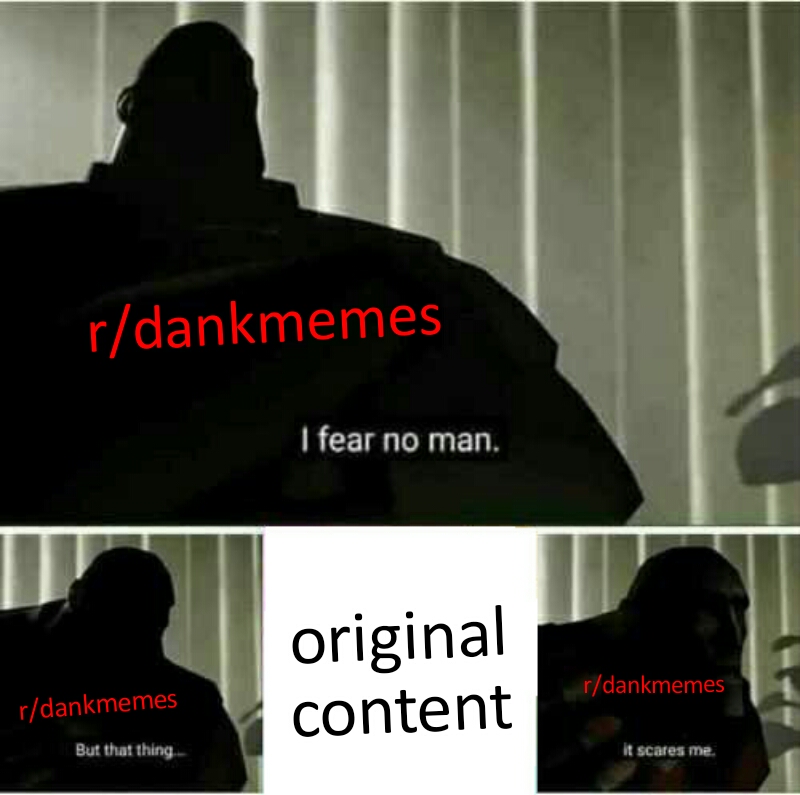 r/dankmemes
I fear no man.
r/dankmemes
But that thing...
original
content
r/dankmemes
it scares me.